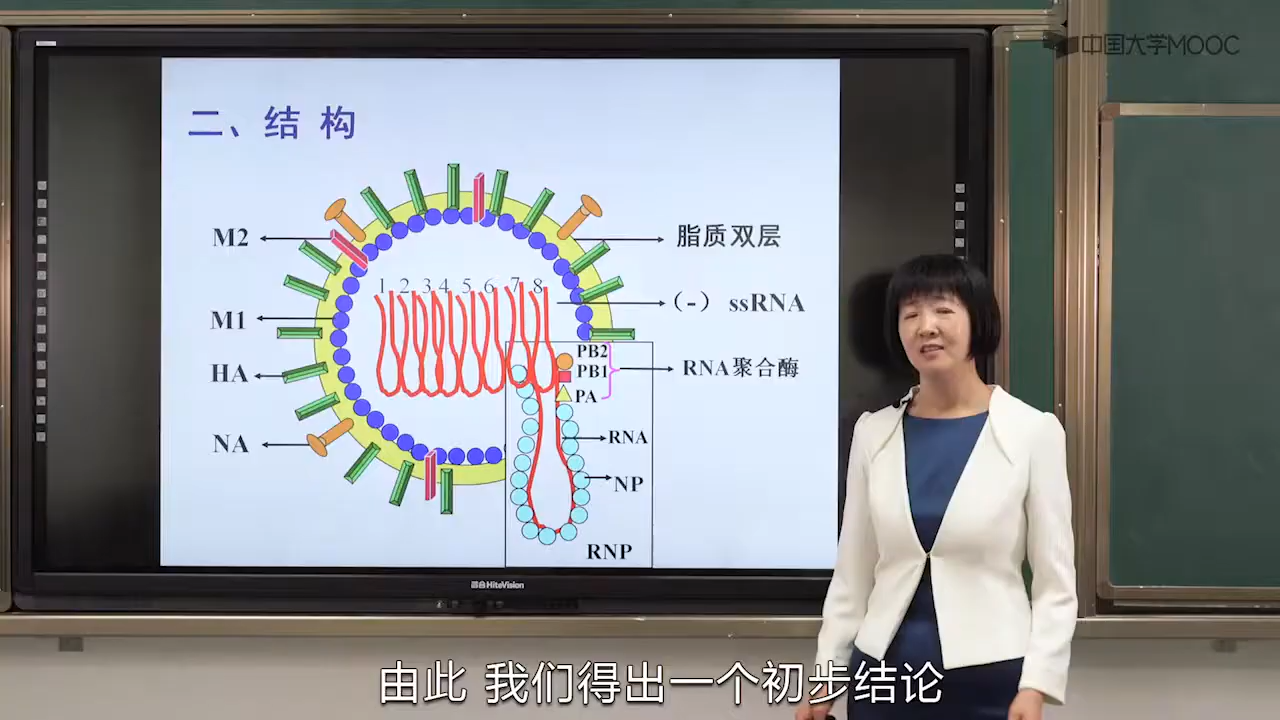 中国大学MOOC
二、结 构
M2
脂质双层
1 2 3 4 5 6 7 8
(-) ssRNA
M1
PB2
PB1
RNA聚合酶
HA
PA
NA
RNA
NP
RNP
HiteVision
由此 我们得出一个初步结论